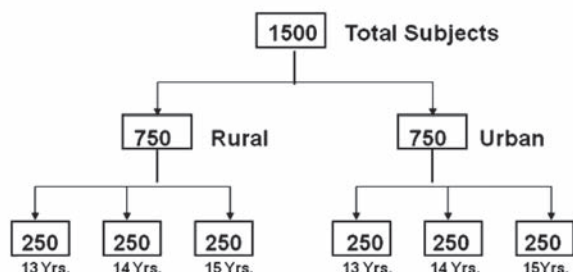 1500 Total Subjects
750 Rural 750 Urban
250 250 250 250 250 250
13 Yrs. 14 Yrs. 15 Yrs. 13 Yrs. 14 Yrs. 15Yrs.